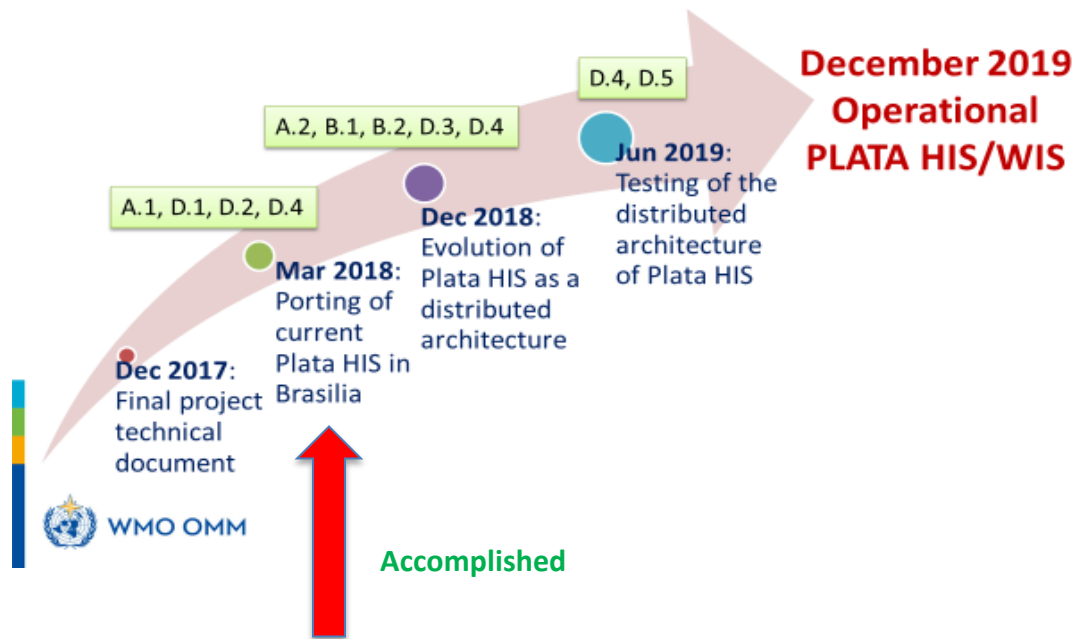 December 2019
Operational
PLATA HIS/WIS
D.4, D.5
Jun 2019:
Testing of the
distributed
architecture
of Plata HIS
A.2, B.1, B.2, D.3, D.4
Dec 2018:
Evolution of
Plata HIS as a
distributed
architecture
A.1, D.1, D.2, D.4
Mar 2018:
Porting of
current
Plata HIS in
Brasilia
Dec 2017:
Final project
technical
document
WMO OMM
Accomplished